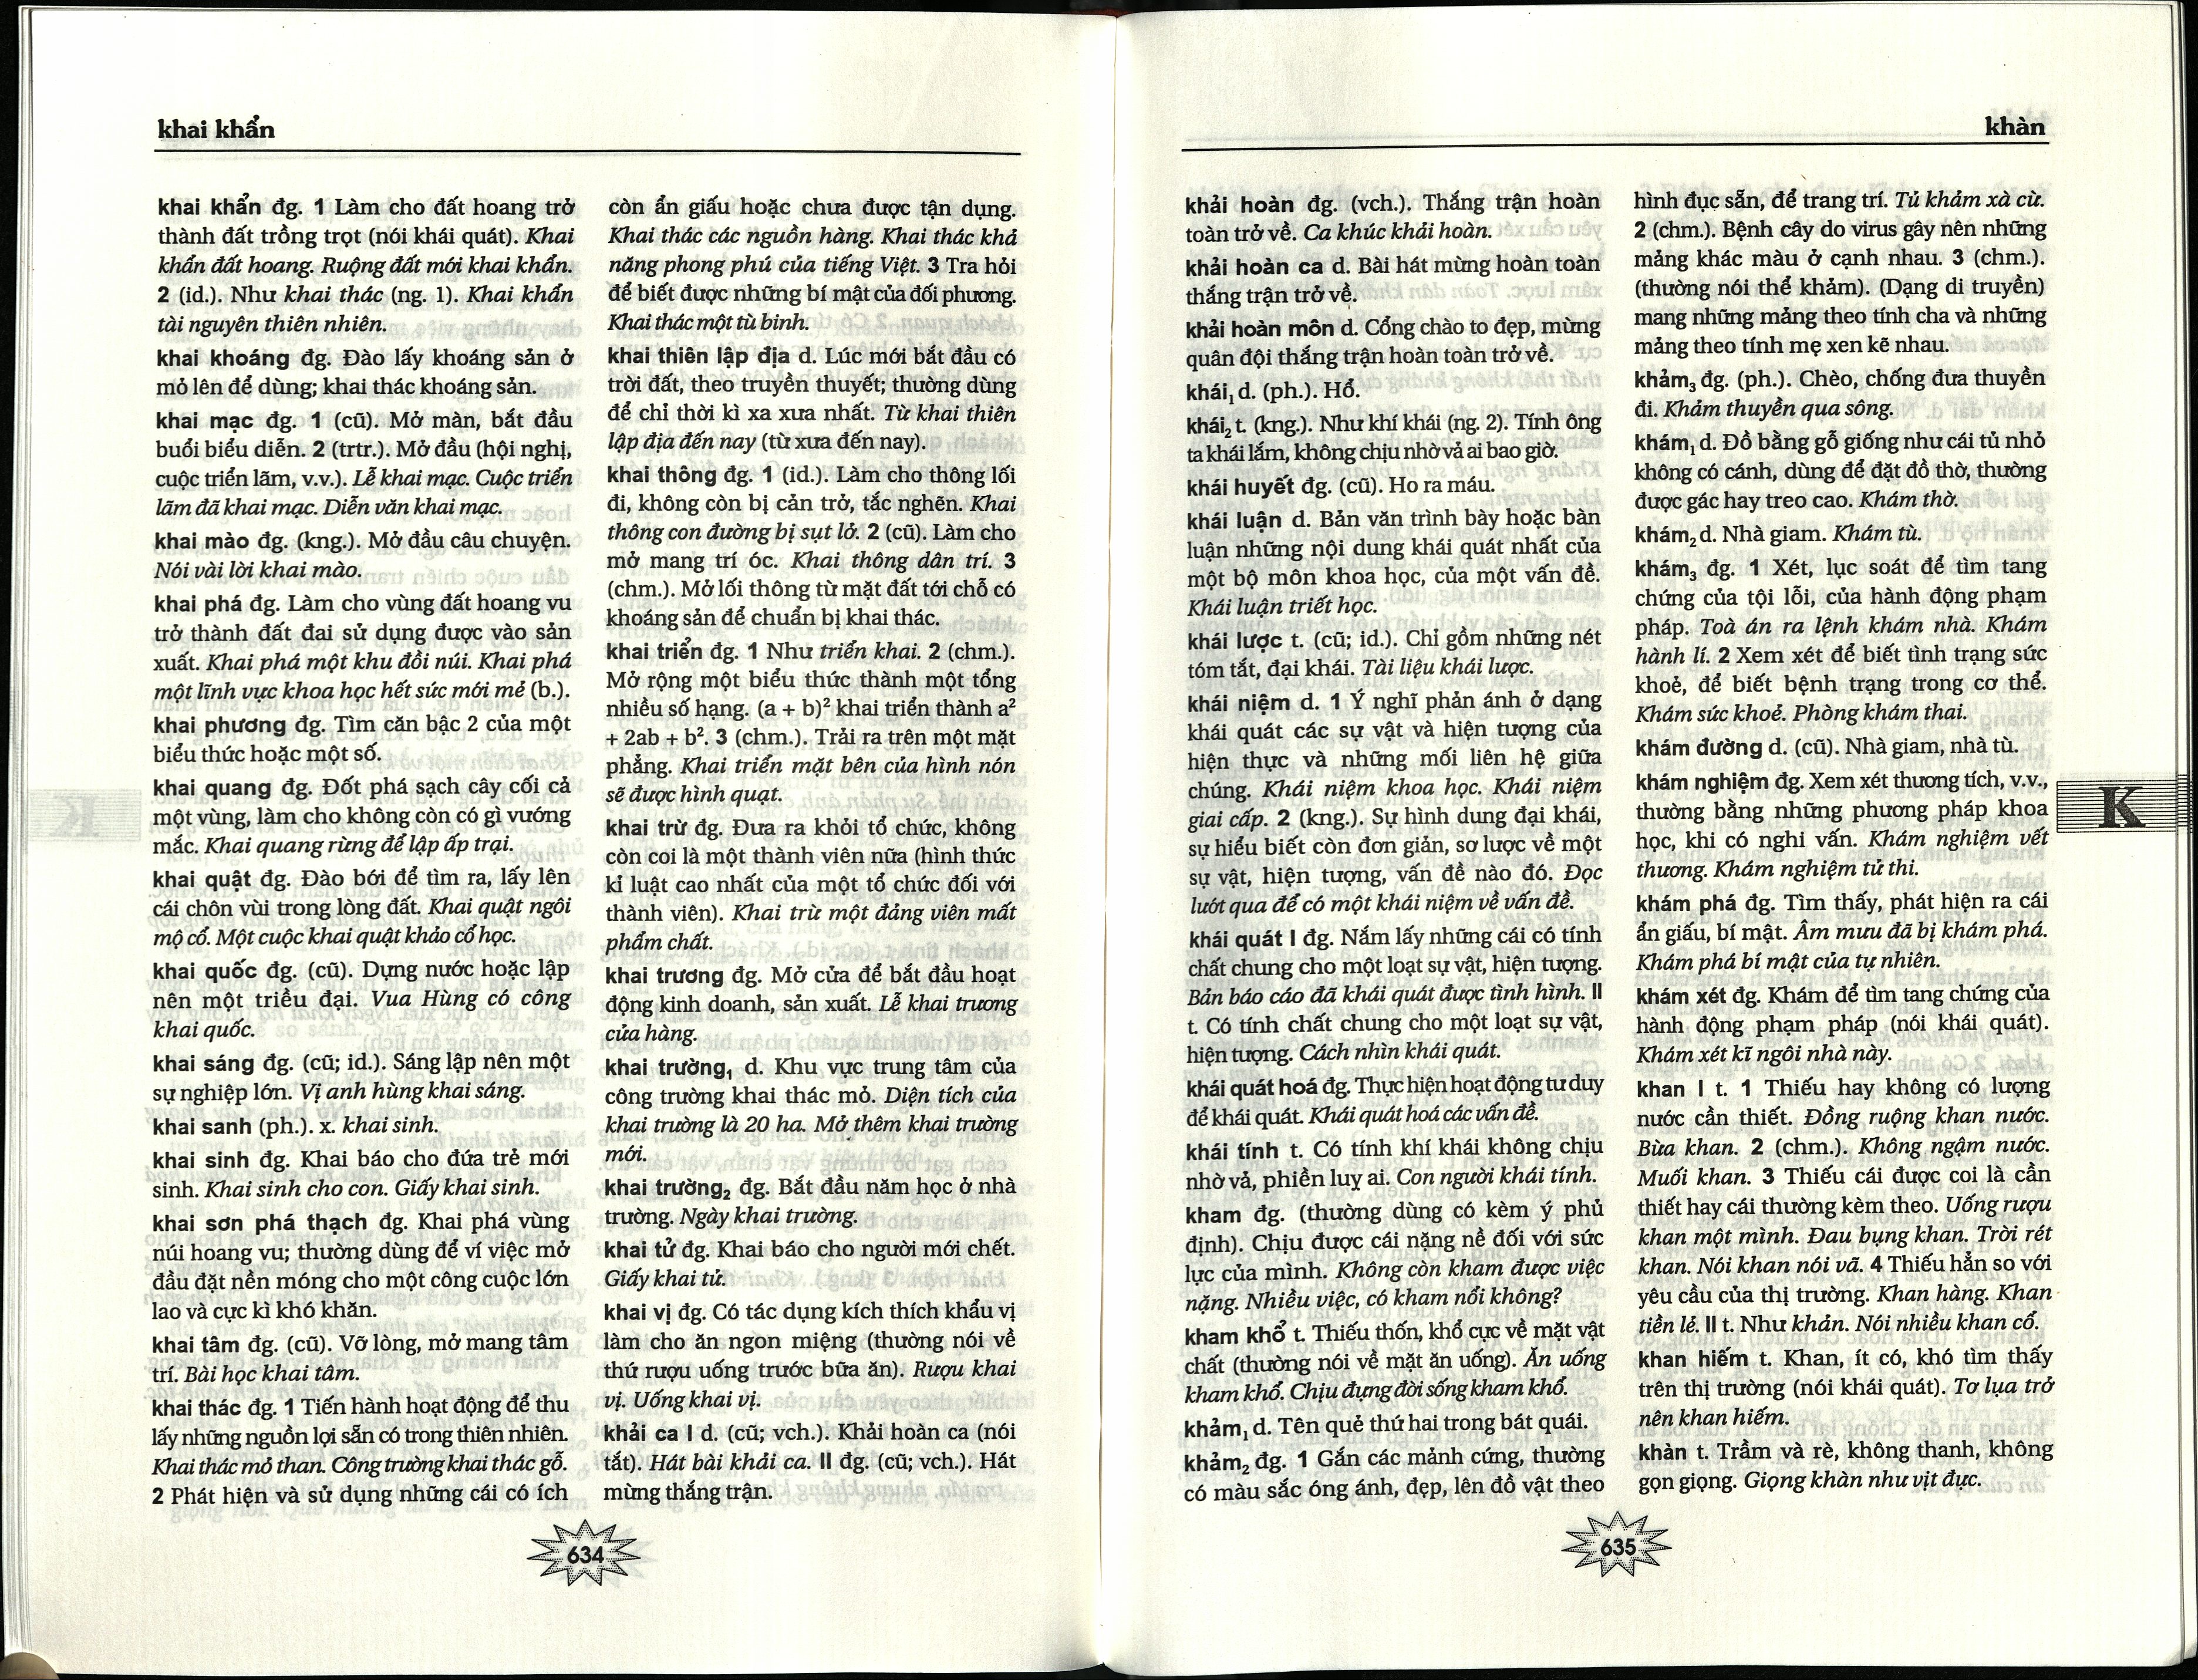 khai khẩn
khai khẩn đg. 1 Làm cho đất hoang trở
thành đất trồng trọt (nói khái quát). Khai
khẩn đất hoang. Ruộng đất mới khai khẩn.
2 (id.). Như khai thác (ng. 1). Khai khẩn
tài nguyên thiên nhiên.
khai khoáng đg. Đào lấy khoáng sản ở
mỏ lên để dùng; khai thác khoáng sản.
khai mạc đg. 1 (cũ). Mở màn, bắt đầu
buổi biểu diễn. 2 (trtr.). Mở đầu (hội nghị,
cuộc triển lãm, v.v.). Lễ khai mạc. Cuộc triển
lãm đã khai mạc. Diễn văn khai mạc.
khai mào đg. (kng.). Mở đầu câu chuyện.
Nói vài lời khai mào.
khai phá đg. Làm cho vùng đất hoang vu
trở thành đất đai sử dụng được vào sản
xuất. Khai phá một khu đồi núi. Khai phá
một lĩnh vực khoa học hết sức mới mẻ (b.).
khai phương đg. Tìm căn bậc 2 của một
biểu thức hoặc một số.
khai quang đg. Đốt phá sạch cây cối cả
một vùng, làm cho không còn có gì vướng
mắc. Khai quang rừng để lập ấp trại.
khai quật đg. Đào bới để tìm ra, lấy lên
cái chôn vùi trong lòng đất. Khai quật ngôi
mộ cổ. Một cuộc khai quật khảo cổ học.
khai quốc đg. (cũ). Dựng nước hoặc lập
nên một triều đại. Vua Hùng có công
khai quốc.
khai sáng đg. (cũ; id.). Sáng lập nên một
sự nghiệp lớn. Vị anh hùng khai sáng.
khai sanh (ph.). x. khai sinh.
khai sinh đg. Khai báo cho đứa trẻ mới
sinh. Khai sinh cho con. Giấy khai sinh.
khai sơn phá thạch đg. Khai phá vùng
núi hoang vu; thường dùng để ví việc mở
đầu đặt nền móng cho một công cuộc lớn
lao và cực kì khó khăn.
khai tâm đg. (cũ). Vỡ lòng, mở mang tâm
trí. Bài học khai tâm.
khai thác đg. 1 Tiến hành hoạt động để thu
lấy những nguồn lợi sẵn có trong thiên nhiên.
Khai thác mỏ than. Công trường khai thác gỗ.
2 Phát hiện và sử dụng những cái có ích
còn ẩn giấu hoặc chưa được tận dụng.
Khai thác các nguồn hàng. Khai thác khả
năng phong phú của tiếng Việt. 3 Tra hỏi
để biết được những bí mật của đối phương.
Khai thác một tù binh.
khai thiên lập địa d. Lúc mới bắt đầu có
trời đất, theo truyền thuyết; thường dùng
để chỉ thời kì xa xưa nhất. Từ khai thiên
lập địa đến nay (từ xưa đến nay).
khai thông đg. 1 (id.). Làm cho thông lối
đi, không còn bị cản trở, tắc nghẽn. Khai
thông con đường bị sụt lở. 2 (cũ). Làm cho
mở mang trí óc. Khai thông dân trí. 3
(chm.). Mở lối thông từ mặt đất tới chỗ có
khoáng sản để chuẩn bị khai thác.
khai triển đg. 1 Như triển khai. 2 (chm.).
Mở rộng một biểu thức thành một tổng
nhiều số hạng. (a + b)² khai triển thành a²
+ 2ab + b². 3 (chm.). Trải ra trên một mặt
phẳng. Khai triển mặt bên của hình nón
sẽ được hình quạt.
khai trừ đg. Đưa ra khỏi tổ chức, không
còn coi là một thành viên nữa (hình thức
kỉ luật cao nhất của một tổ chức đối với
thành viên). Khai trừ một đảng viên mất
phẩm chất.
khai trương đg. Mở cửa để bắt đầu hoạt
động kinh doanh, sản xuất. Lễ khai trương
cửa hàng.
khai trường₁ d. Khu vực trung tâm của
công trường khai thác mỏ. Diện tích của
khai trường là 20 ha. Mở thêm khai trường
mới.
khai trường₂ đg. Bắt đầu năm học ở nhà
trường. Ngày khai trường.
khai tử đg. Khai báo cho người mới chết.
Giấy khai tử.
khai vị đg. Có tác dụng kích thích khẩu vị
làm cho ăn ngon miệng (thường nói về
thứ rượu uống trước bữa ăn). Rượu khai
vị. Uống khai vị.
khải ca I d. (cũ; vch.). Khải hoàn ca (nói
tắt). Hát bài khải ca. II đg. (cũ; vch.). Hát
mừng thắng trận.
634
khàn
khải hoàn đg. (vch.). Thắng trận hoàn
toàn trở về. Ca khúc khải hoàn.
khải hoàn ca d. Bài hát mừng hoàn toàn
thắng trận trở về.
khải hoàn môn d. Cổng chào to đẹp, mừng
quân đội thắng trận hoàn toàn trở về.
khái₁ d. (ph.). Hổ.
khái₂ t. (kng.). Như khí khái (ng. 2). Tính ông
ta khái lắm, không chịu nhờ vả ai bao giờ.
khái huyết đg. (cũ). Ho ra máu.
khái luận d. Bản văn trình bày hoặc bàn
luận những nội dung khái quát nhất của
một bộ môn khoa học, của một vấn đề.
Khái luận triết học.
khái lược t. (cũ; id.). Chỉ gồm những nét
tóm tắt, đại khái. Tài liệu khái lược.
khái niệm d. 1 Ý nghĩ phản ánh ở dạng
khái quát các sự vật và hiện tượng của
hiện thực và những mối liên hệ giữa
chúng. Khái niệm khoa học. Khái niệm
giai cấp. 2 (kng.). Sự hình dung đại khái,
sự hiểu biết còn đơn giản, sơ lược về một
sự vật, hiện tượng, vấn đề nào đó. Đọc
lướt qua để có một khái niệm về vấn đề.
khái quát I đg. Nắm lấy những cái có tính
chất chung cho một loạt sự vật, hiện tượng.
Bản báo cáo đã khái quát được tình hình. II
t. Có tính chất chung cho một loạt sự vật,
hiện tượng. Cách nhìn khái quát.
khái quát hoá đg. Thực hiện hoạt động tư duy
để khái quát. Khái quát hoá các vấn đề.
khái tính t. Có tính khí khái không chịu
nhờ vả, phiền luỵ ai. Con người khái tính.
kham đg. (thường dùng có kèm ý phủ
định). Chịu được cái nặng nề đối với sức
lực của mình. Không còn kham được việc
nặng. Nhiều việc, có kham nổi không?
kham khổ t. Thiếu thốn, khổ cực về mặt vật
chất (thường nói về mặt ăn uống). Ăn uống
kham khổ. Chịu đựng đời sống kham khổ.
khảm₁ d. Tên quẻ thứ hai trong bát quái.
khảm₂ đg. 1 Gắn các mảnh cứng, thường
có màu sắc óng ánh, đẹp, lên đồ vật theo
hình đục sẵn, để trang trí. Tủ khảm xà cừ.
2 (chm.). Bệnh cây do virus gây nên những
mảng khác màu ở cạnh nhau. 3 (chm.).
(thường nói thể khảm). (Dạng di truyền)
mang những mảng theo tính cha và những
mảng theo tính mẹ xen kẽ nhau.
khảm₃ đg. (ph.). Chèo, chống đưa thuyền
đi. Khảm thuyền qua sông.
khám₁ d. Đồ bằng gỗ giống như cái tủ nhỏ
không có cánh, dùng để đặt đồ thờ, thường
được gác hay treo cao. Khám thờ.
khám₂ d. Nhà giam. Khám tù.
khám₃ đg. 1 Xét, lục soát để tìm tang
chứng của tội lỗi, của hành động phạm
pháp. Toà án ra lệnh khám nhà. Khám
hành lí. 2 Xem xét để biết tình trạng sức
khoẻ, để biết bệnh trạng trong cơ thể.
Khám sức khoẻ. Phòng khám thai.
khám đường d. (cũ). Nhà giam, nhà tù.
khám nghiệm đg. Xem xét thương tích, v.v.,
thường bằng những phương pháp khoa
học, khi có nghi vấn. Khám nghiệm vết
thương. Khám nghiệm tử thi.
khám phá đg. Tìm thấy, phát hiện ra cái
ẩn giấu, bí mật. Âm mưu đã bị khám phá.
Khám phá bí mật của tự nhiên.
khám xét đg. Khám để tìm tang chứng của
hành động phạm pháp (nói khái quát).
Khám xét kĩ ngôi nhà này.
khan I t. 1 Thiếu hay không có lượng
nước cần thiết. Đồng ruộng khan nước.
Bừa khan. 2 (chm.). Không ngậm nước.
Muối khan. 3 Thiếu cái được coi là cần
thiết hay cái thường kèm theo. Uống rượu
khan một mình. Đau bụng khan. Trời rét
khan. Nói khan nói vã. 4 Thiếu hẳn so với
yêu cầu của thị trường. Khan hàng. Khan
tiền lẻ. II t. Như khản. Nói nhiều khan cổ.
khan hiếm t. Khan, ít có, khó tìm thấy
trên thị trường (nói khái quát). Tơ lụa trở
nên khan hiếm.
khàn t. Trầm và rè, không thanh, không
gọn giọng. Giọng khàn như vịt đực.
K
635